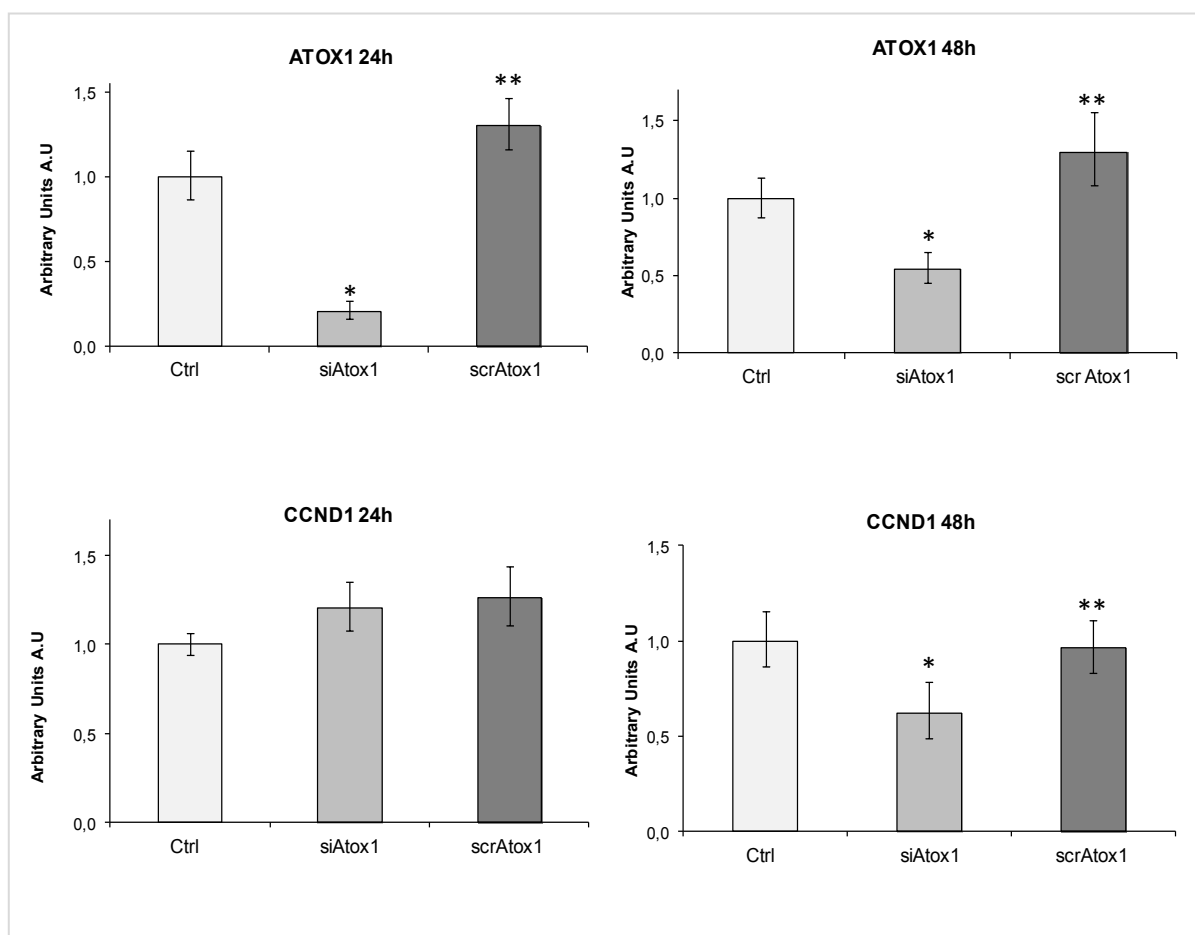 ATOX1 24h
Arbitrary Units A.U
1,5
1,0
0,5
0,0
*
**
Ctrl
siAtox1
scrAtox1
ATOX1 48h
Arbitrary Units A.U
1,5
1,0
0,5
0,0
*
**
Ctrl
siAtox1
scr Atox1
CCND1 24h
Arbitrary Units A.U
1,5
1,0
0,5
0,0
Ctrl
siAtox1
scrAtox1
CCND1 48h
Arbitrary Units A.U
1,5
1,0
0,5
0,0
*
**
Ctrl
siAtox1
scrAtox1